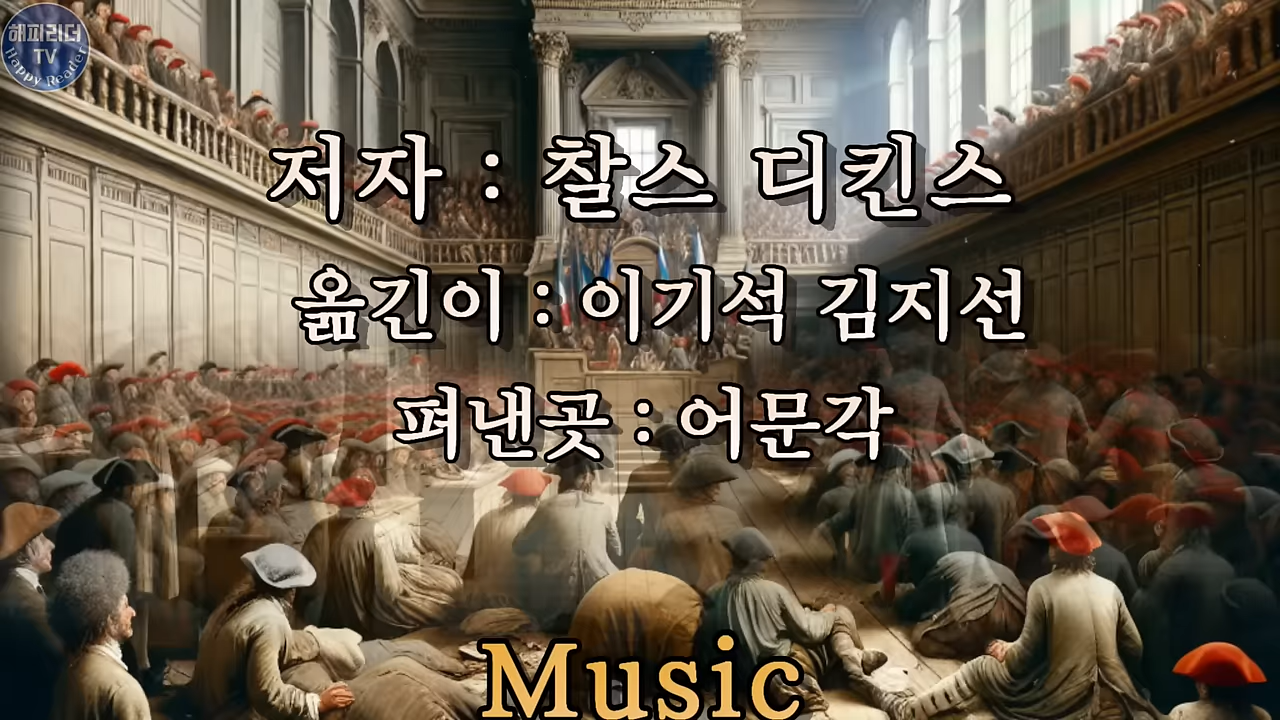 해피리더
TV
Happy Reader
저자 : 찰스 디킨스
옮긴이 : 이기석 김지선
펴낸곳 : 어문각
Music